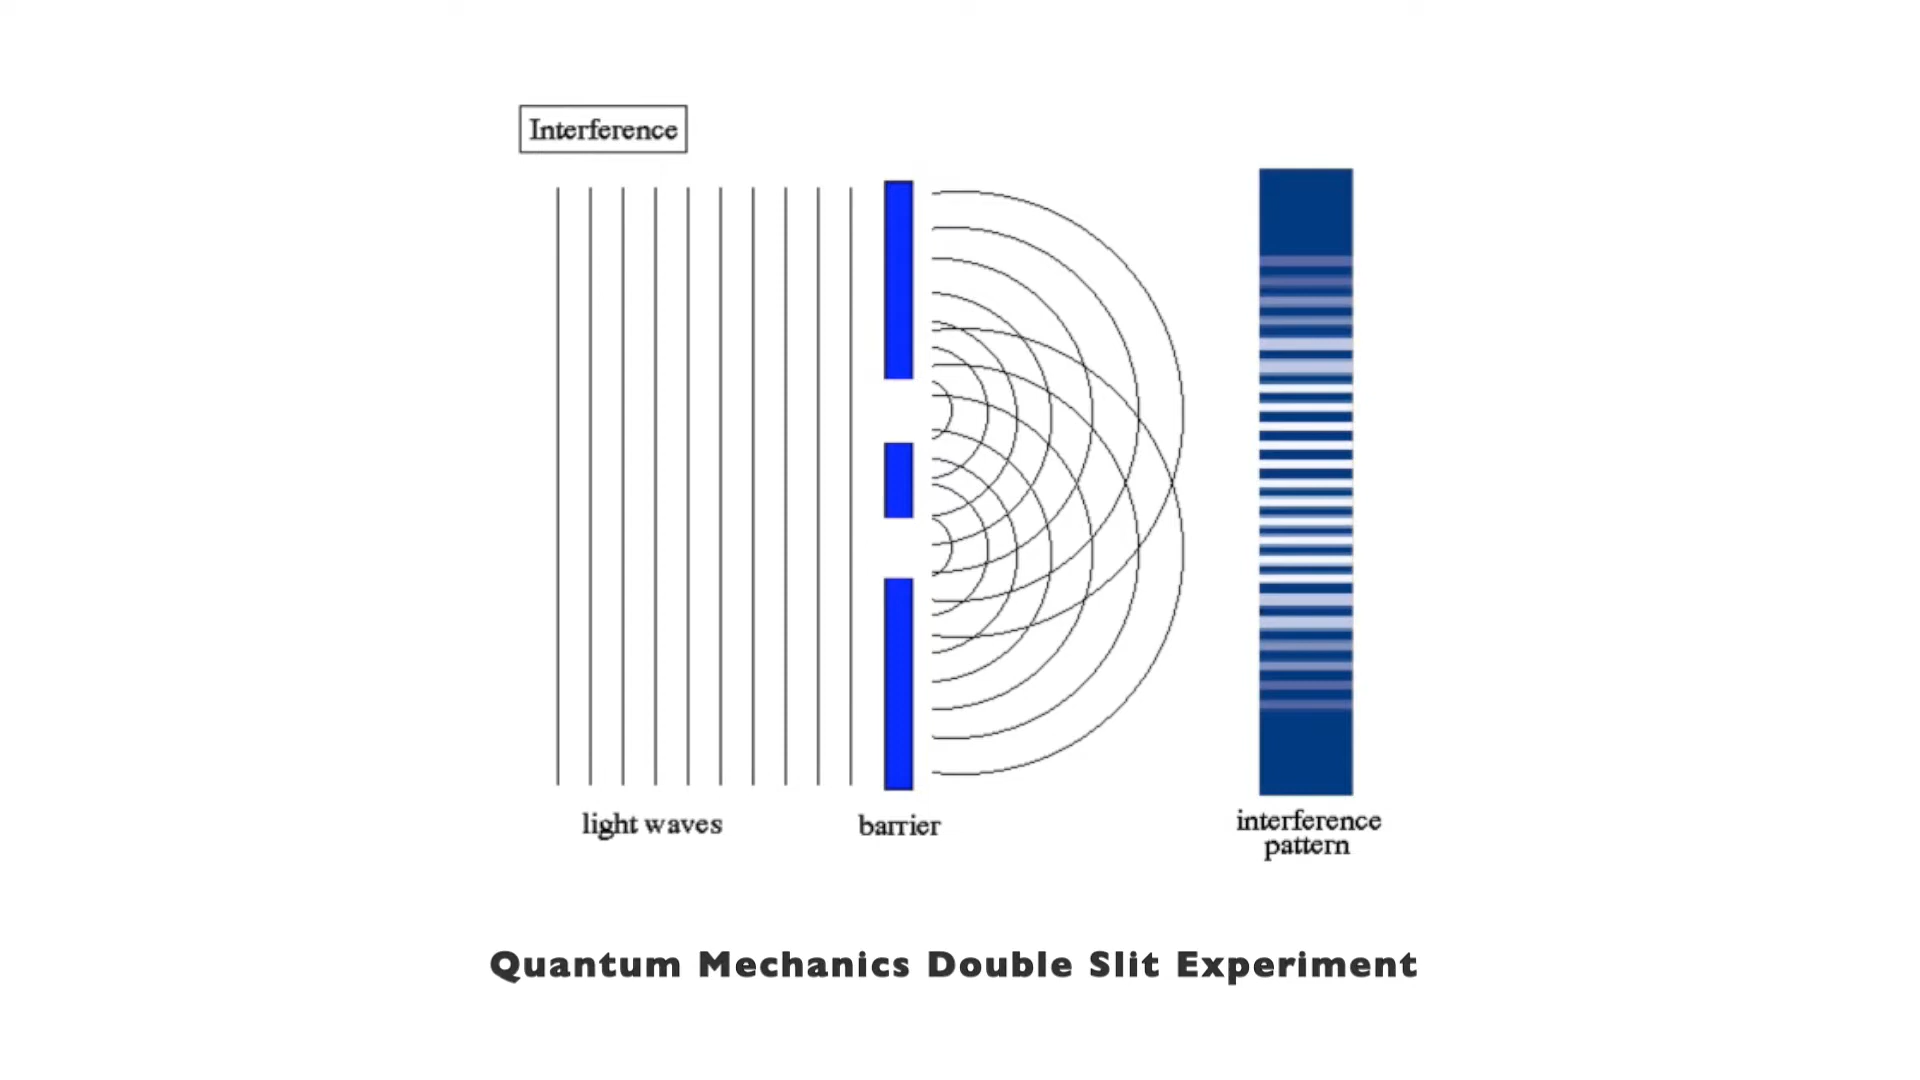 Interference
light waves
barrier
interference
pattern
Quantum Mechanics Double Slit Experiment